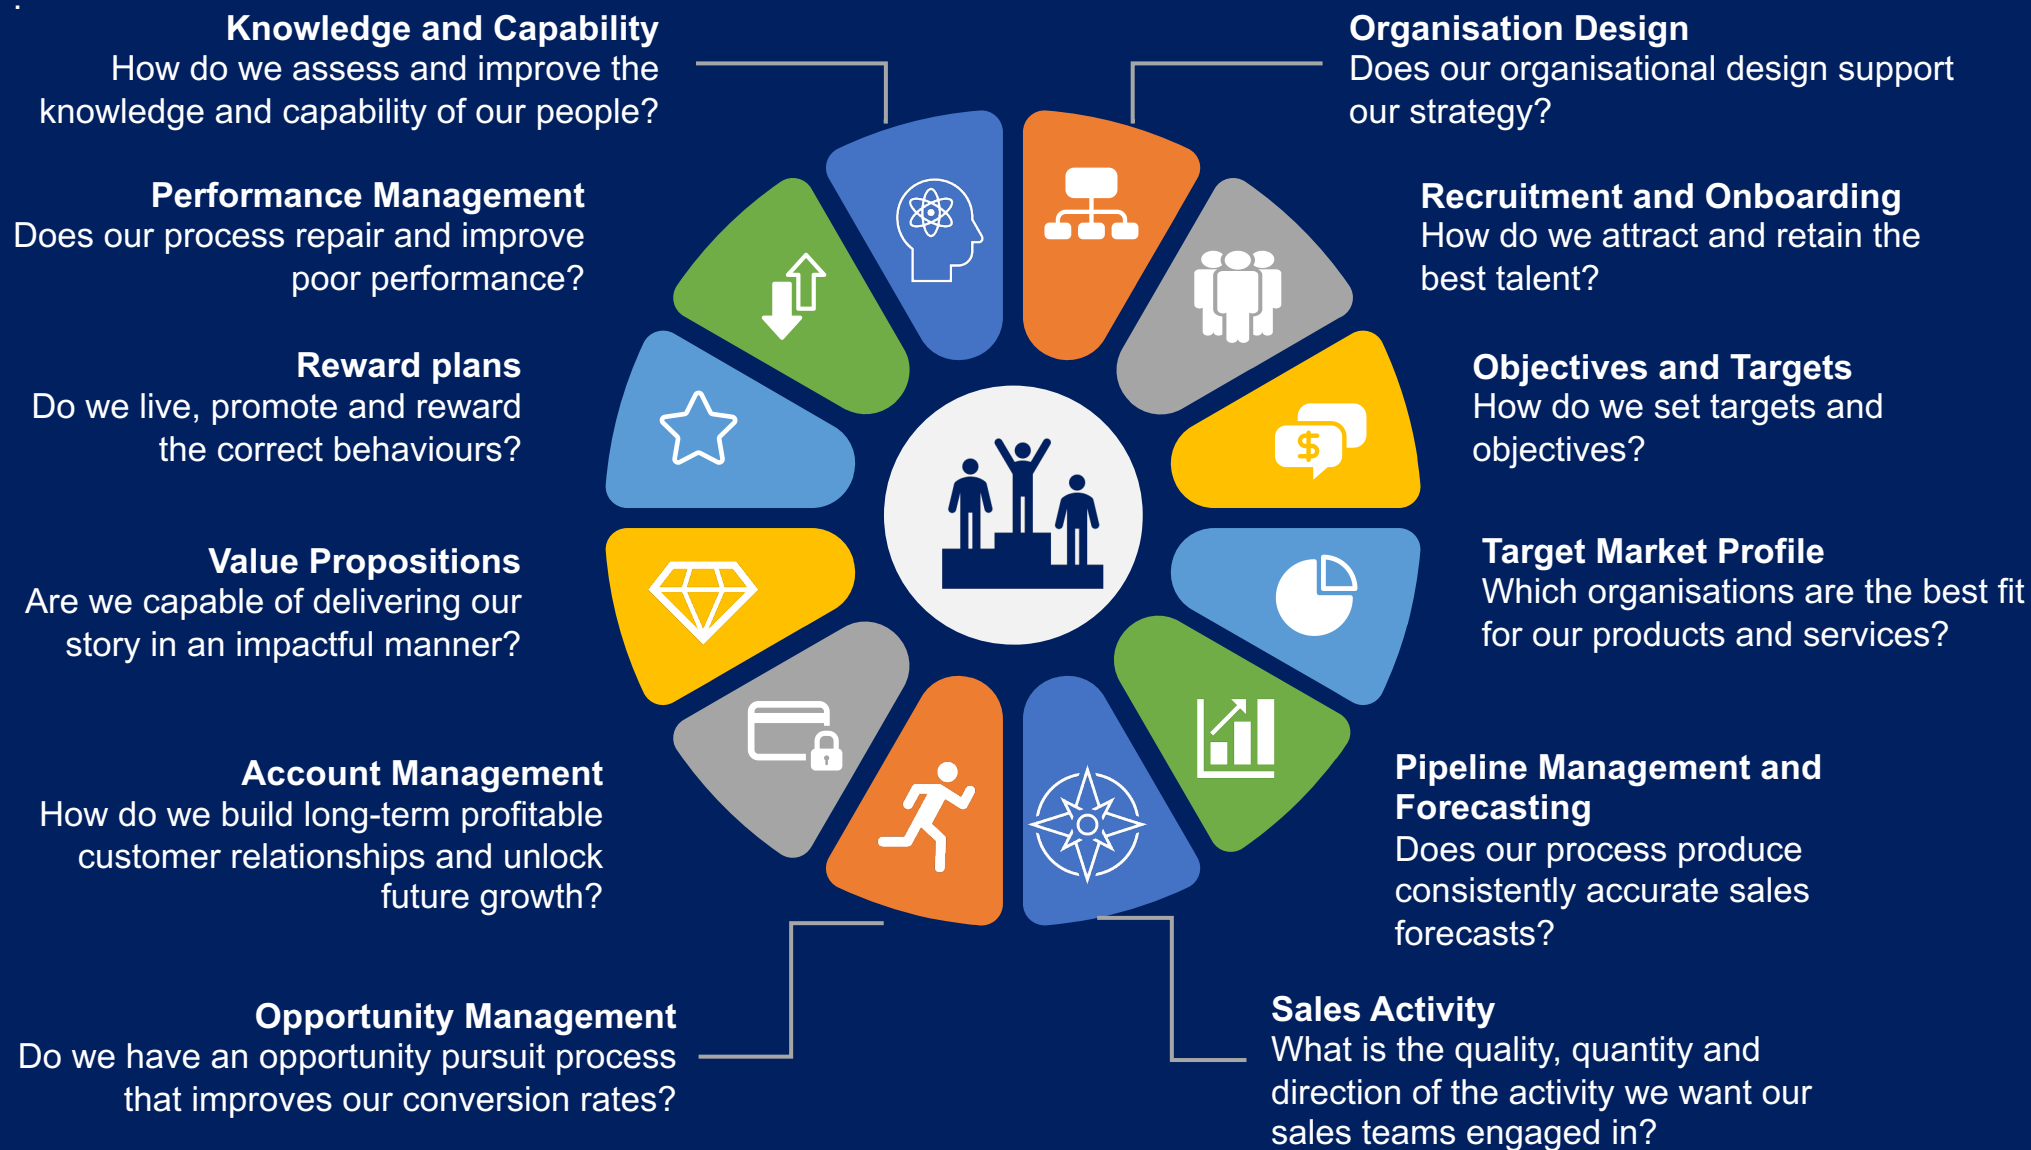 .
Knowledge and Capability
How do we assess and improve the
knowledge and capability of our people?
Performance Management
Does our process repair and improve
poor performance?
Reward plans
Do we live, promote and reward
the correct behaviours?
Value Propositions
Are we capable of delivering our
story in an impactful manner?
Account Management
How do we build long-term profitable
customer relationships and unlock
future growth?
Opportunity Management
Do we have an opportunity pursuit process
that improves our conversion rates?
Organisation Design
Does our organisational design support
our strategy?
Recruitment and Onboarding
How do we attract and retain the
best talent?
Objectives and Targets
How do we set targets and
objectives?
$
Target Market Profile
Which organisations are the best fit
for our products and services?
Pipeline Management and
Forecasting
Does our process produce
consistently accurate sales
forecasts?
Sales Activity
What is the quality, quantity and
direction of the activity we want our
sales teams engaged in?